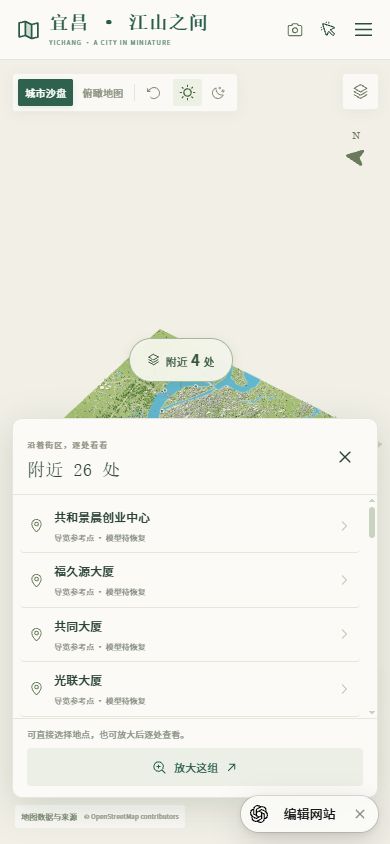 宜昌 • 江山之间
YICHANG • A CITY IN MINIATURE
城市沙盘 俯瞰地图
N
附近 4 处
沿着街区，逐处看看
附近 26 处
共和景晨创业中心
导览参考点 • 模型待恢复
福久源大厦
导览参考点 • 模型待恢复
共同大厦
导览参考点 • 模型待恢复
光联大厦
导览参考点 • 模型待恢复
可直接选择地点，也可放大后逐处查看。
放大这组
地图数据与来源 © OpenStreetMap contributors
编辑网站